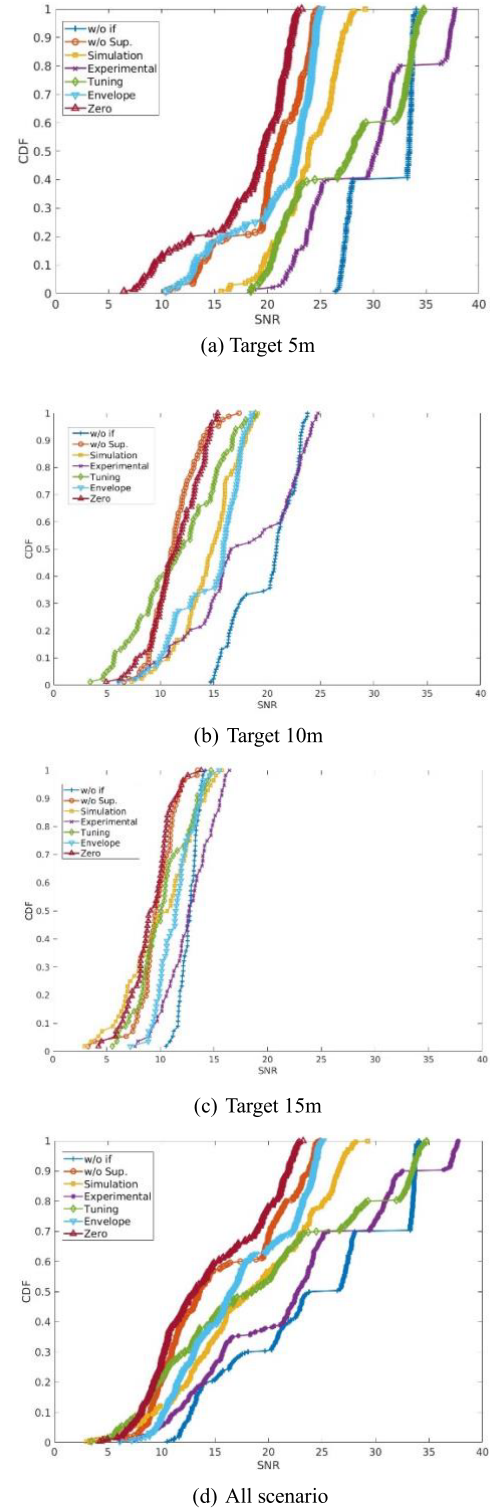 1
0.9
0.8
0.7
0.6
0.5
0.4
0.3
0.2
0.1
0
CDF
w/o if
w/o Sup.
Simulation
Experimental
Tuning
Envelope
Zero
0 5 10 15 20 25 30 35 40
SNR
(a) Target 5m
1
0.9
0.8
0.7
0.6
0.5
0.4
0.3
0.2
0.1
0
CDF
w/o if
w/o Sup.
Simulation
Experimental
Tuning
Envelope
Zero
0 5 10 15 20 25 30 35 40
SNR
(b) Target 10m
1
0.9
0.8
0.7
0.6
0.5
0.4
0.3
0.2
0.1
0
CDF
w/o if
w/o Sup.
Simulation
Experimental
Tuning
Envelope
Zero
0 5 10 15 20 25 30 35 40
SNR
(c) Target 15m
1
0.9
0.8
0.7
0.6
0.5
0.4
0.3
0.2
0.1
0
CDF
w/o if
w/o Sup.
Simulation
Experimental
Tuning
Envelope
Zero
0 5 10 15 20 25 30 35 40
SNR
(d) All scenario